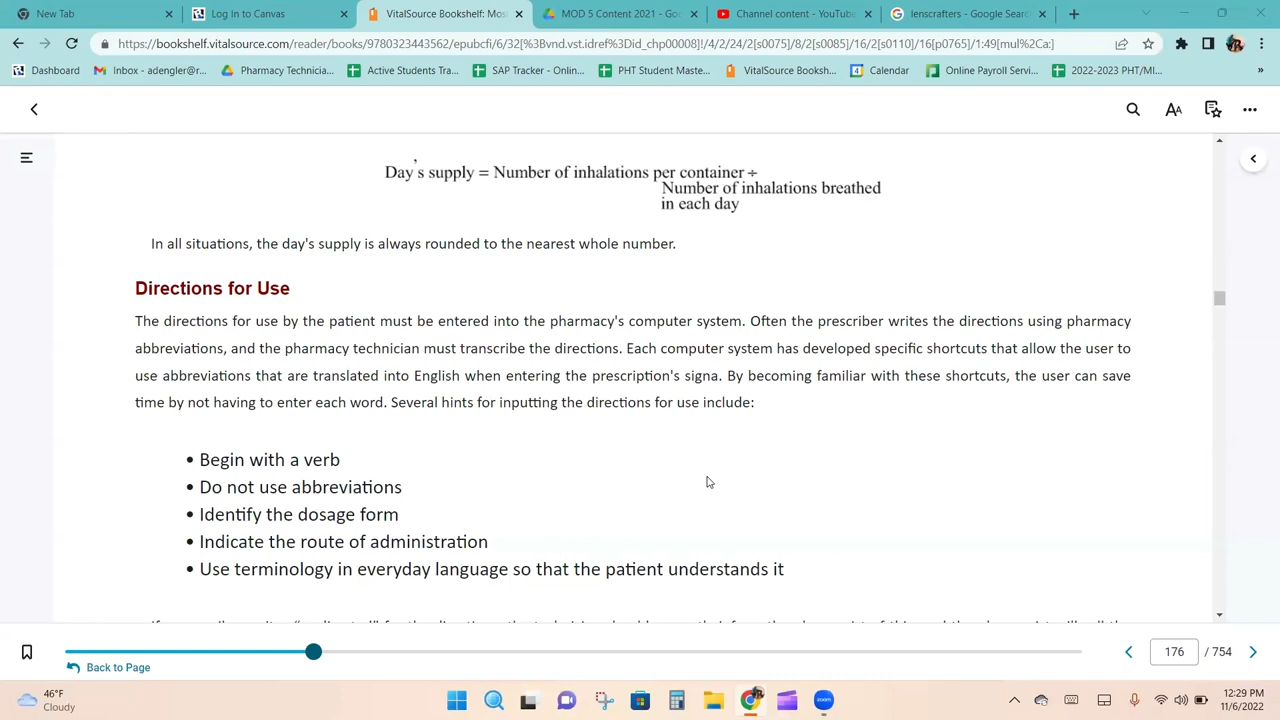 New Tab
Log in to Canvas
VitalSource Bookshelf: Mos
MOD 5 Content 2021 - Go
Channel content - YouTube
lenscrafters - Google Searc
https://bookshelf.vitalsource.com/reader/books/9780323443562/epubcfi/6/32[%3Bvnd.vst.idref%3Did_chp00008]!/4/2/24/2[s0075]/8/2[s0085]/16/2[s0110]/16[p0765]/1:49[mul%2Ca:]
Dashboard
Inbox - adengler@r...
Pharmacy Technicia...
Active Students Tra...
SAP Tracker - Onlin...
PHT Student Maste...
VitalSource Booksh...
Calendar
Online Payroll Servi...
2022-2023 PHT/MI...
Day's supply = Number of inhalations per container ÷
Number of inhalations breathed
in each day
In all situations, the day's supply is always rounded to the nearest whole number.
Directions for Use
The directions for use by the patient must be entered into the pharmacy's computer system. Often the prescriber writes the directions using pharmacy
abbreviations, and the pharmacy technician must transcribe the directions. Each computer system has developed specific shortcuts that allow the user to
use abbreviations that are translated into English when entering the prescription's signa. By becoming familiar with these shortcuts, the user can save
time by not having to enter each word. Several hints for inputting the directions for use include:
• Begin with a verb
• Do not use abbreviations
• Identify the dosage form
• Indicate the route of administration
• Use terminology in everyday language so that the patient understands it
176 / 754
Back to Page
46°F
Cloudy
zoom
12:29 PM
11/6/2022